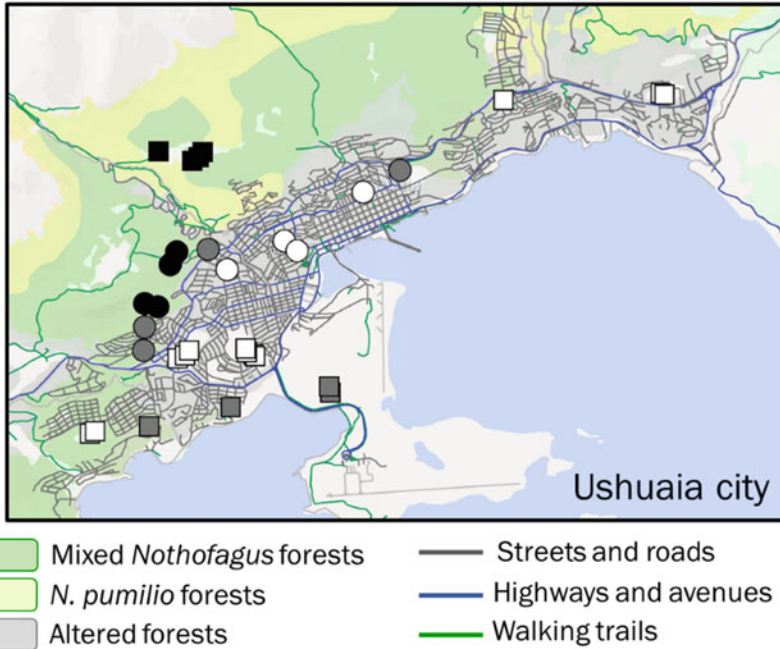 Ushuaia city
Mixed Nothofagus forests
N. pumilio forests
Altered forests
Streets and roads
Highways and avenues
Walking trails